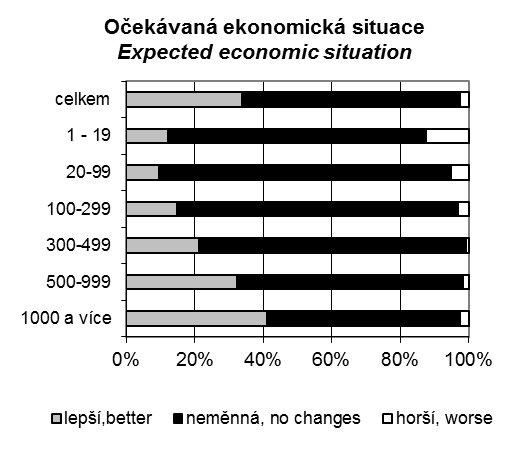 Očekávaná ekonomická situace
Expected economic situation
celkem
1 - 19
20-99
100-299
300-499
500-999
1000 a více
0% 20% 40% 60% 80% 100%
lepší,better neměnná, no changes horší, worse